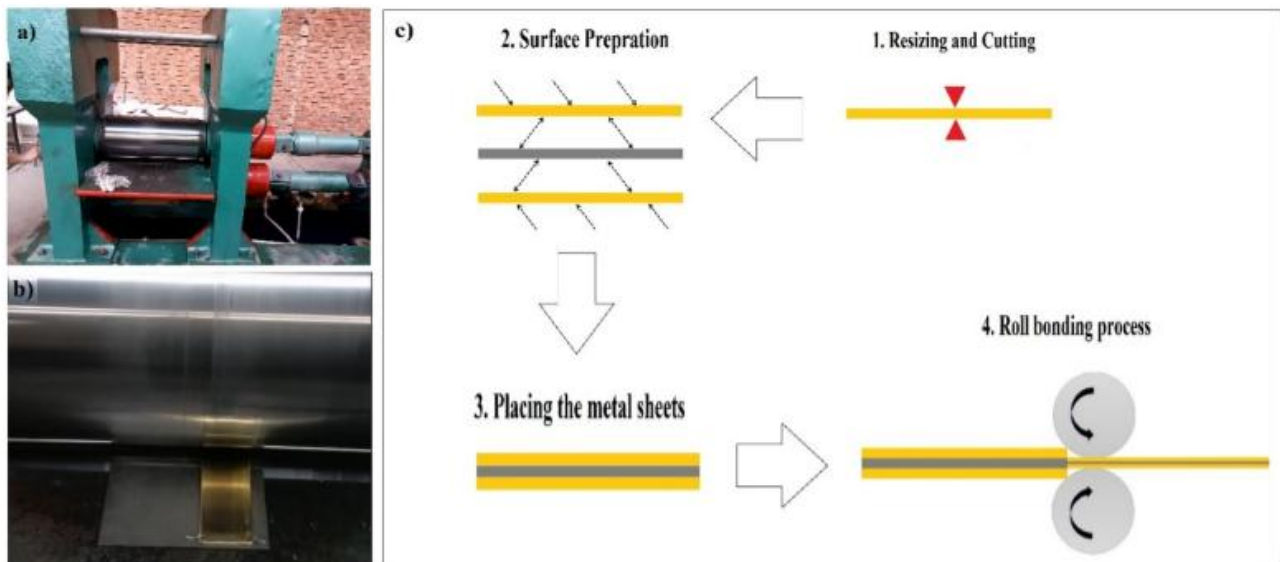 a)
b)
c)
2. Surface Prepration
1. Resizing and Cutting
3. Placing the metal sheets
4. Roll bonding process